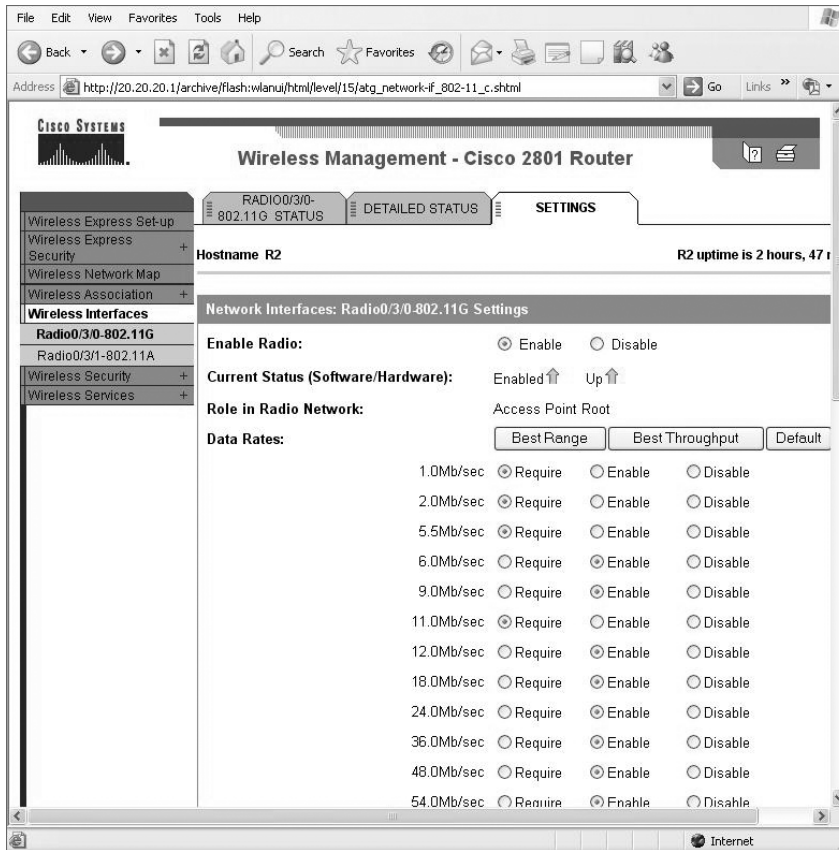 File Edit View Favorites Tools Help
Back Search Favorites
Address http://20.20.20.1/archive/flash:wlanui/html/level/15/atg_network-if_802-11_c.shtml Go Links »
CISCO SYSTEMS
Wireless Management - Cisco 2801 Router
RADIO0/3/0-
802.11G STATUS
DETAILED STATUS
SETTINGS
Wireless Express Set-up
Wireless Express
Security +
Wireless Network Map
Wireless Association +
Wireless Interfaces
Radio0/3/0-802.11G
Radio0/3/1-802.11A
Wireless Security +
Wireless Services +
Hostname R2 R2 uptime is 2 hours, 47
Network Interfaces: Radio0/3/0-802.11G Settings
Enable Radio: Enable Disable
Current Status (Software/Hardware): Enabled Up
Role in Radio Network: Access Point Root
Data Rates: Best Range Best Throughput Default
1.0Mb/sec Require Enable Disable
2.0Mb/sec Require Enable Disable
5.5Mb/sec Require Enable Disable
6.0Mb/sec Require Enable Disable
9.0Mb/sec Require Enable Disable
11.0Mb/sec Require Enable Disable
12.0Mb/sec Require Enable Disable
18.0Mb/sec Require Enable Disable
24.0Mb/sec Require Enable Disable
36.0Mb/sec Require Enable Disable
48.0Mb/sec Require Enable Disable
54.0Mb/sec Require Enable Disable
Internet